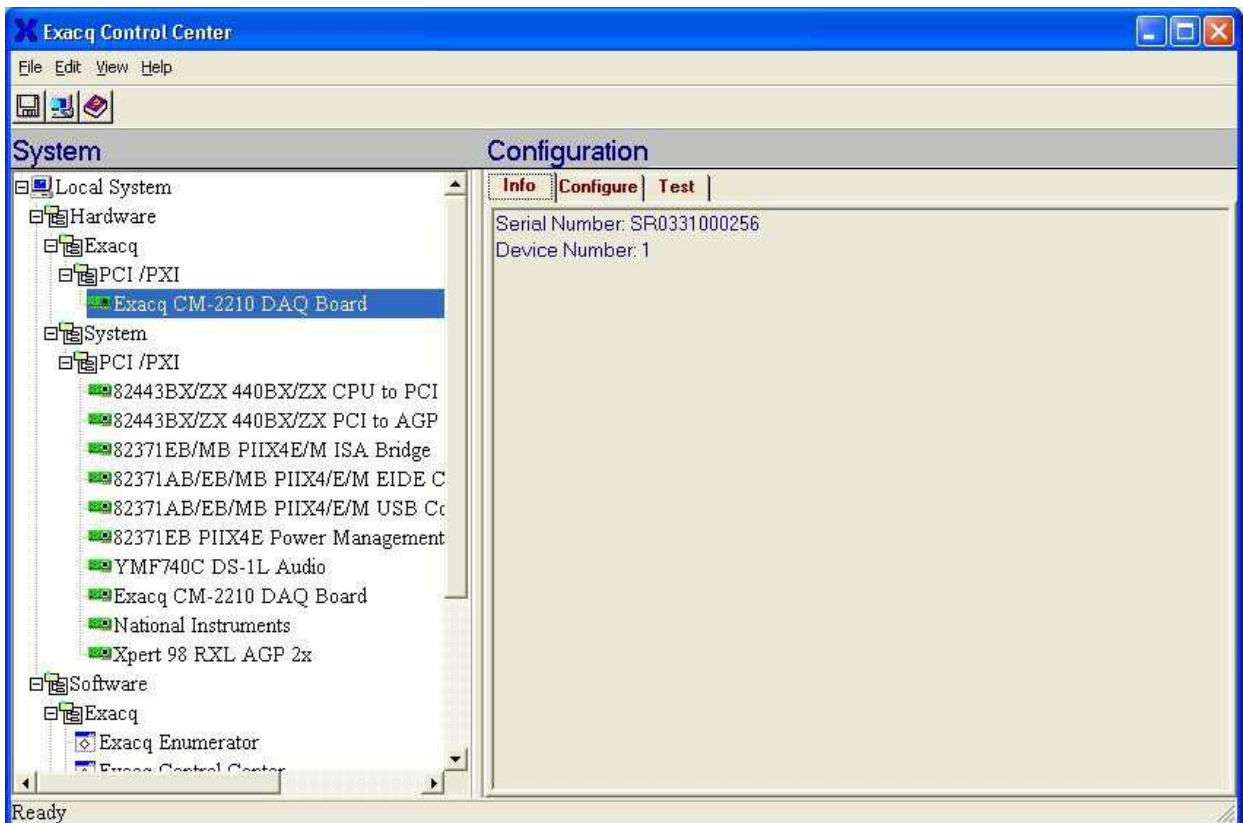 Exacq Control Center
File Edit View Help
System
Configuration
Local System
Hardware
Exacq
PCI /PXI
Exacq CM-2210 DAQ Board
System
PCI /PXI
82443BX/ZX 440BX/ZX CPU to PCI
82443BX/ZX 440BX/ZX PCI to AGP
82371EB/MB PIIX4E/M ISA Bridge
82371AB/EB/MB PIIX4/E/M EIDE C
82371AB/EB/MB PIIX4/E/M USB Co
82371EB PIIX4E Power Management
YMF740C DS-1L Audio
Exacq CM-2210 DAQ Board
National Instruments
Xpert 98 RXL AGP 2x
Software
Exacq
Exacq Enumerator
Exacq Control Center
Info Configure Test
Serial Number: SR0331000256
Device Number: 1
Ready